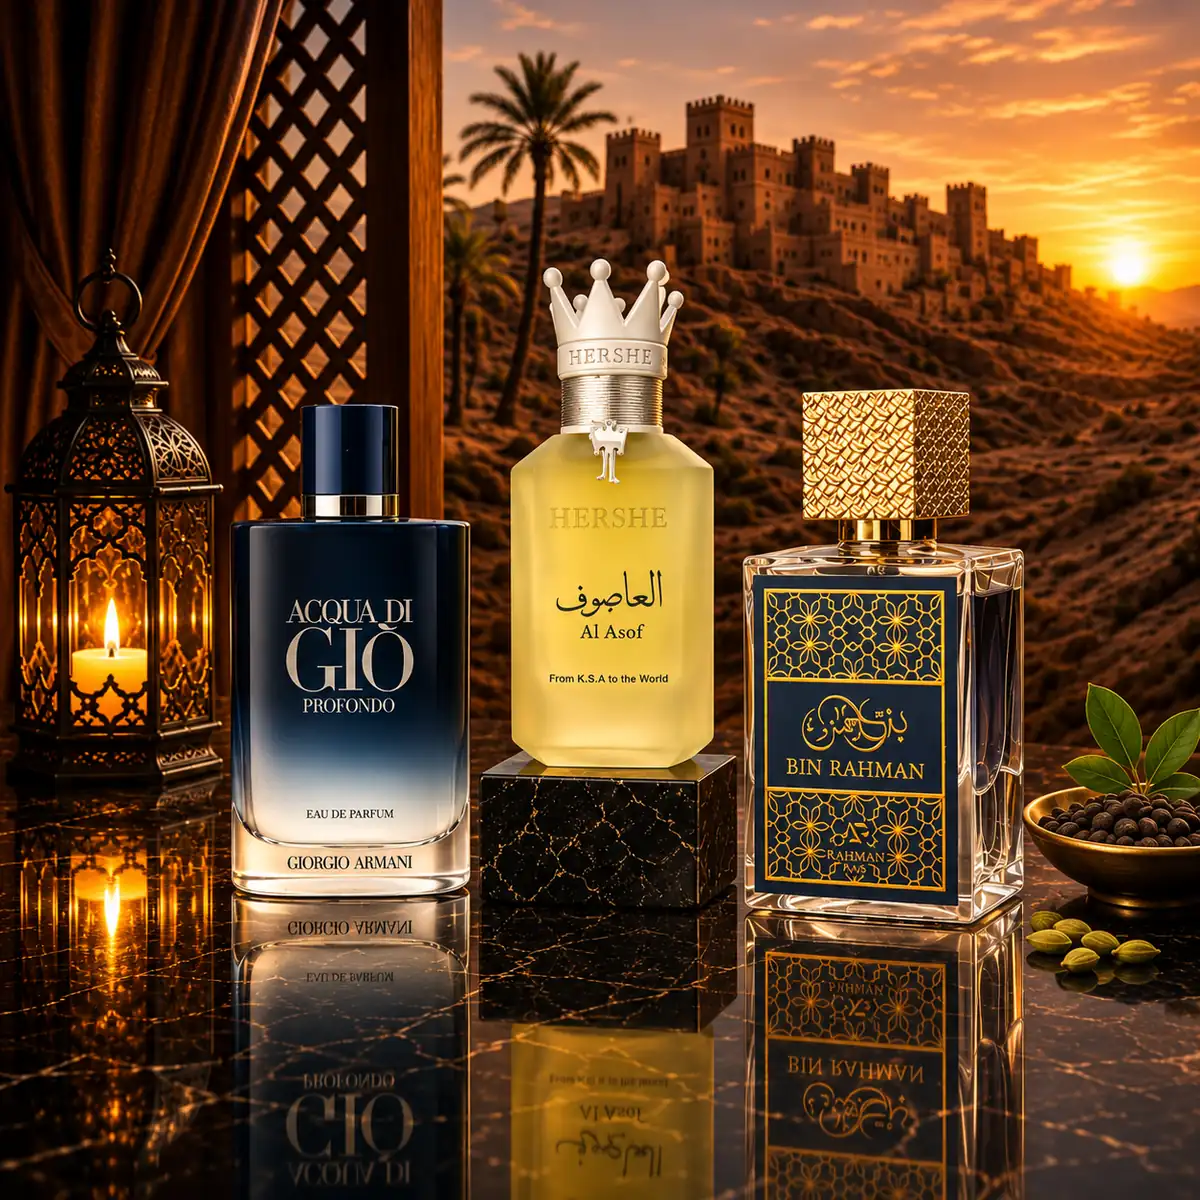 ACQUA DI
GIÒ
PROFONDO
EAU DE PARFUM
GIORGIO ARMANI
HERSHE
HERSHE
العاصوف
Al Asof
From K.S.A to the World
BIN RAHMAN
RAHMAN